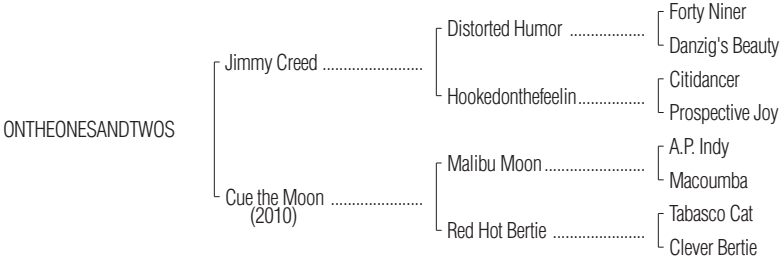 ONTHEONESANDTWOS
Jimmy Creed .......................
Cue the Moon .....................
(2010)
Distorted Humor ..................
Hookedonthefeelin................
Malibu Moon ........................
Red Hot Bertie ......................
Forty Niner
Danzig's Beauty
Citidancer
Prospective Joy
A.P. Indy
Macoumba
Tabasco Cat
Clever Bertie